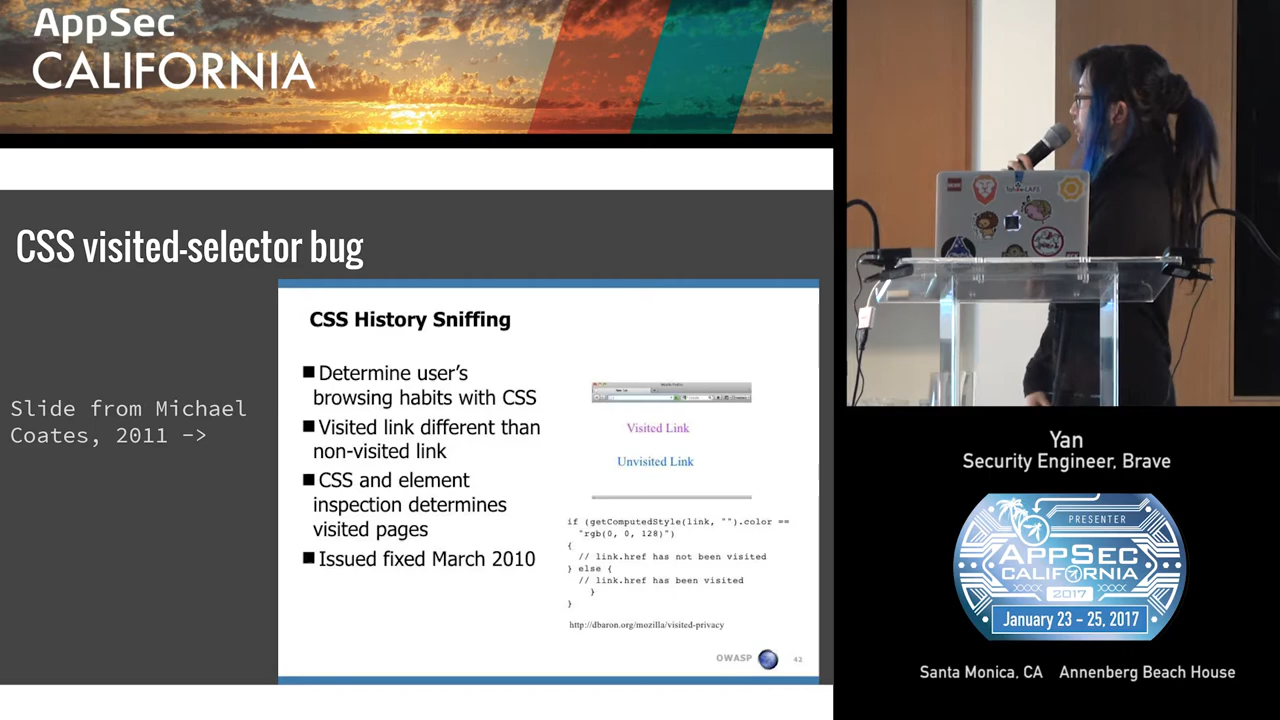 AppSec
CALIFORNIA
CSS visited-selector bug
Slide from Michael
Coates, 2011 ->
CSS History Sniffing
Determine user's
browsing habits with CSS
Visited link different than
non-visited link
CSS and element
inspection determines
visited pages
Issued fixed March 2010
Visited Link
Unvisited Link
if (getComputedStyle(link, "").color ==
"rgb(0, 0, 128)")
{
// link.href has not been visited
} else {
// link.href has been visited
}
}
http://dbaron.org/mozilla/visited-privacy
OWASP
42
Yan
Security Engineer, Brave
PRESENTER
APPSEC
CALIFORNIA
2017
January 23 - 25, 2017
Santa Monica, CA Annenberg Beach House